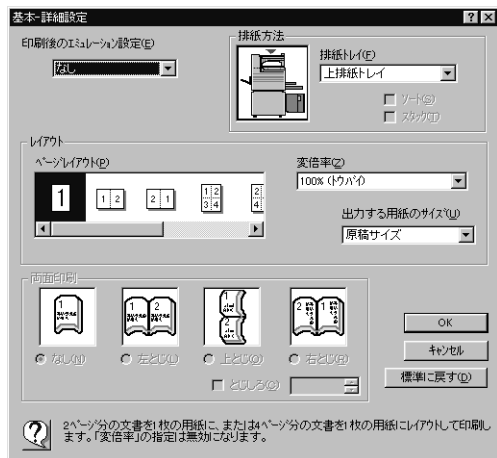 基本-詳細設定
印刷後のエミュレーション設定(E)
なし
排紙方法
排紙トレイ(F)
上排紙トレイ
ソート(S)
スタック(T)
レイアウト
ページレイアウト(P)
1
1 2
2 1
1 2
3 4
2
4
変倍率(Z)
100% (トウバイ)
出力する用紙のサイズ(U)
原稿サイズ
両面印刷
なし(N)
左とじ(L)
上とじ(O)
右とじ(R)
とじしろ(G)
OK
キャンセル
標準に戻す(D)
2ページ分の文書を1枚の用紙に、または4ページ分の文書を1枚の用紙にレイアウトして印刷し
ます。「変倍率」の指定は無効になります。